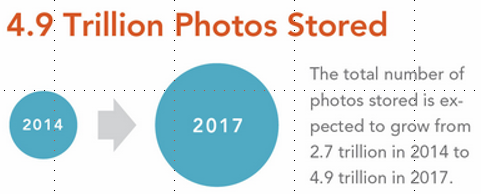 4.9 Trillion Photos Stored
2014
2017
The total number of
photos stored is ex-
pected to grow from
2.7 trillion in 2014 to
4.9 trillion in 2017.